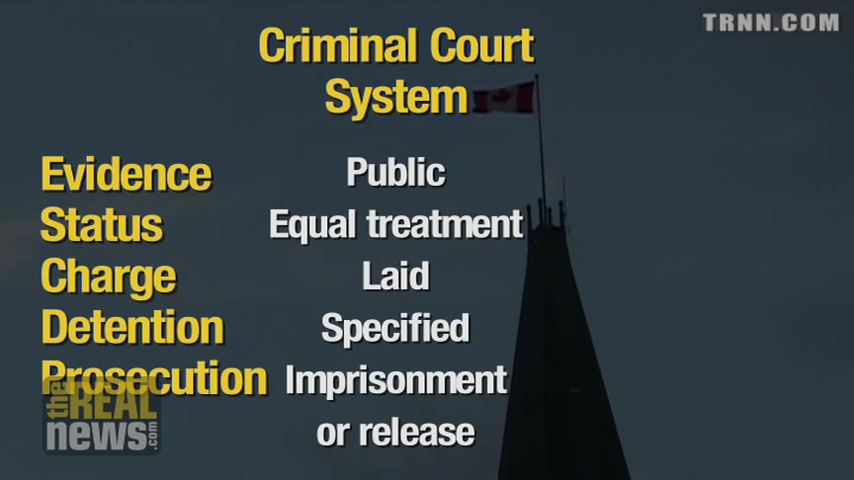 TRNN.COM
Criminal Court
System
Evidence Public
Status Equal treatment
Charge Laid
Detention Specified
Prosecution Imprisonment
or release
the REAL
news.com